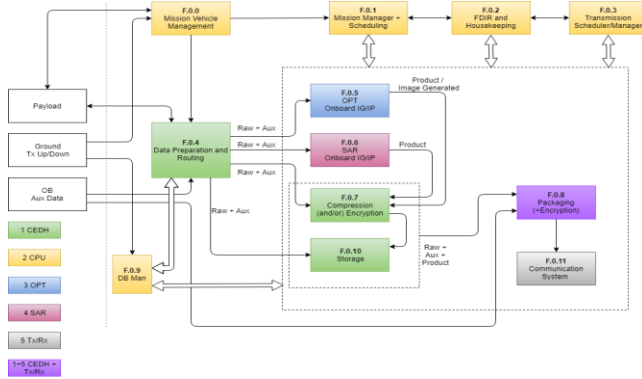 F.0.0
Mission Vehicle
Management
F.0.1
Mission Manager +
Scheduling
F.0.2
FDIR and
Housekeeping
F.0.3
Transmission
Scheduler/Manager
Payload
Ground
Tx Up/Down
OB
Aux Data
F.0.4
Data Preparation and
Routing
Raw + Aux
Raw + Aux
Raw + Aux
Raw + Aux
F.0.5
OPT
Onboard IG/IP
Product /
Image Generated
F.0.6
SAR
Onboard IG/IP
Product
F.0.7
Compression
(and/or) Encryption
F.0.10
Storage
Raw +
Aux +
Product
F.0.8
Packaging
(+Encryption)
F.0.11
Communication
System
F.0.9
DB Man
1 CEDH
2 CPU
3 OPT
4 SAR
5 Tx/Rx
1+5 CEDH +
Tx/Rx